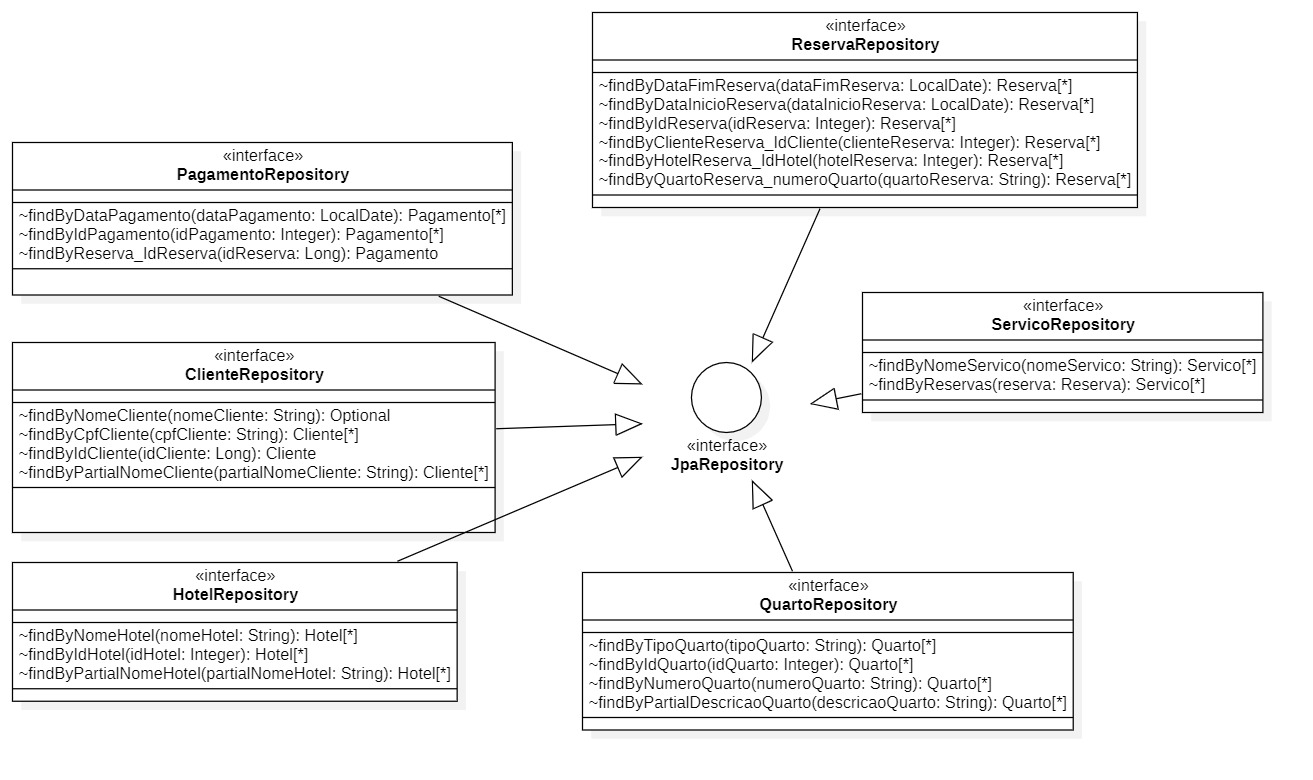 «interface»
ReservaRepository
~findByDataFimReserva(dataFimReserva: LocalDate): Reserva[*]
~findByDataInicioReserva(dataInicioReserva: LocalDate): Reserva[*]
~findByIdReserva(idReserva: Integer): Reserva[*]
~findByClienteReserva_IdCliente(clienteReserva: Integer): Reserva[*]
~findByHotelReserva_IdHotel(hotelReserva: Integer): Reserva[*]
~findByQuartoReserva_numeroQuarto(quartoReserva: String): Reserva[*]
«interface»
PagamentoRepository
~findByDataPagamento(dataPagamento: LocalDate): Pagamento[*]
~findByIdPagamento(idPagamento: Integer): Pagamento[*]
~findByReserva_IdReserva(idReserva: Long): Pagamento
«interface»
ServicoRepository
~findByNomeServico(nomeServico: String): Servico[*]
~findByReservas(reserva: Reserva): Servico[*]
«interface»
ClienteRepository
~findByNomeCliente(nomeCliente: String): Optional
~findByCpfCliente(cpfCliente: String): Cliente[*]
~findByIdCliente(idCliente: Long): Cliente
~findByPartialNomeCliente(partialNomeCliente: String): Cliente[*]
«interface»
JpaRepository
«interface»
HotelRepository
~findByNomeHotel(nomeHotel: String): Hotel[*]
~findByIdHotel(idHotel: Integer): Hotel[*]
~findByPartialNomeHotel(partialNomeHotel: String): Hotel[*]
«interface»
QuartoRepository
~findByTipoQuarto(tipoQuarto: String): Quarto[*]
~findByIdQuarto(idQuarto: Integer): Quarto[*]
~findByNumeroQuarto(numeroQuarto: String): Quarto[*]
~findByPartialDescricaoQuarto(descricaoQuarto: String): Quarto[*]